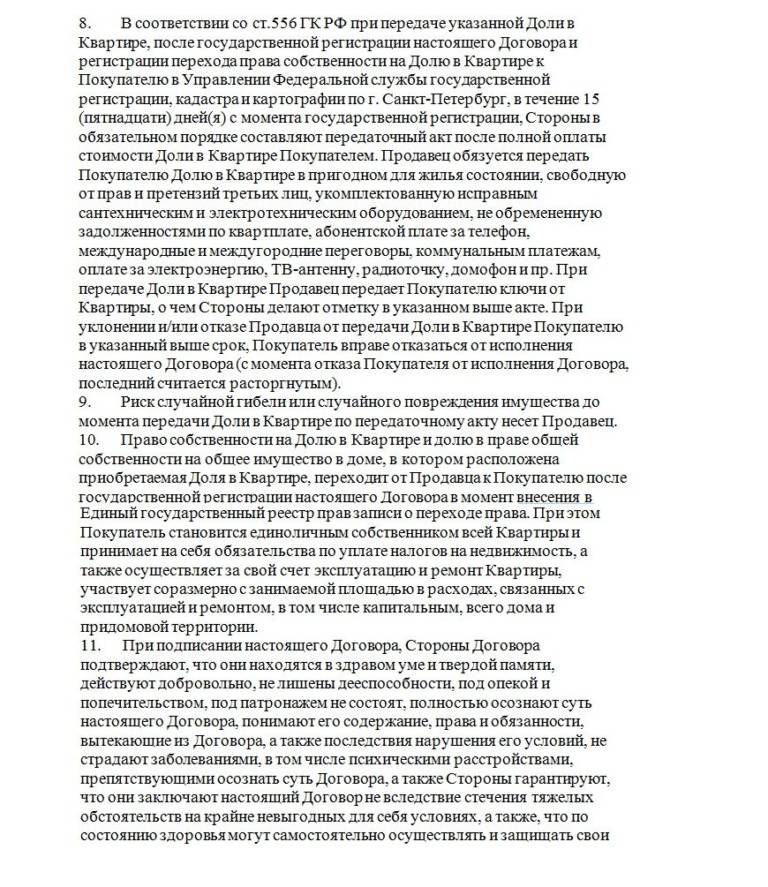 8. В соответствии со ст.556 ГК РФ при передаче указанной Доли в
Квартире, после государственной регистрации настоящего Договора и
регистрации перехода права собственности на Долю в Квартире к
Покупателю в Управлении Федеральной службы государственной
регистрации, кадастра и картографии по г. Санкт-Петербург, в течение 15
(пятнадцати) дней(я) с момента государственной регистрации, Стороны в
обязательном порядке составляют передаточный акт после полной оплаты
стоимости Доли в Квартире Покупателем. Продавец обязуется передать
Покупателю Долю в Квартире в пригодном для жилья состоянии, свободную
от прав и претензий третьих лиц, укомплектованную исправным
сантехническим и электротехническим оборудованием, не обремененную
задолженностями по квартплате, абонентской плате за телефон,
международные и междугородние переговоры, коммунальным платежам,
оплате за электроэнергию, ТВ-антенну, радиоточку, домофон и пр. При
передаче Доли в Квартире Продавец передает Покупателю ключи от
Квартиры, о чем Стороны делают отметку в указанном выше акте. При
уклонении и/или отказе Продавца от передачи Доли в Квартире Покупателю
в указанный выше срок, Покупатель вправе отказаться от исполнения
настоящего Договора (с момента отказа Покупателя от исполнения Договора,
последний считается расторгнутым).
9. Риск случайной гибели или случайного повреждения имущества до
момента передачи Доли в Квартире по передаточному акту несет Продавец.
10. Право собственности на Долю в Квартире и долю в праве общей
собственности на общее имущество в доме, в котором расположена
приобретаемая Доля в Квартире, переходит от Продавца к Покупателю после
государственной регистрации настоящего Договора в момент внесения в
Единый государственный реестр прав записи о переходе права. При этом
Покупатель становится единоличным собственником всей Квартиры и
принимает на себя обязательства по уплате налогов на недвижимость, а
также осуществляет за свой счет эксплуатацию и ремонт Квартиры,
участвует соразмерно с занимаемой площадью в расходах, связанных с
эксплуатацией и ремонтом, в том числе капитальным, всего дома и
придомовой территории.
11. При подписании настоящего Договора, Стороны Договора
подтверждают, что они находятся в здравом уме и твердой памяти,
действуют добровольно, не лишены дееспособности, под опекой и
попечительством, под патронажем не состоят, полностью осознают суть
настоящего Договора, понимают его содержание, права и обязанности,
вытекающие из Договора, а также последствия нарушения его условий, не
страдают заболеваниями, в том числе психическими расстройствами,
препятствующими осознать суть Договора, а также Стороны гарантируют,
что они заключают настоящий Договор не вследствие стечения тяжелых
обстоятельств на крайне невыгодных для себя условиях, а также, что по
состоянию здоровья могут самостоятельно осуществлять и защищать свои